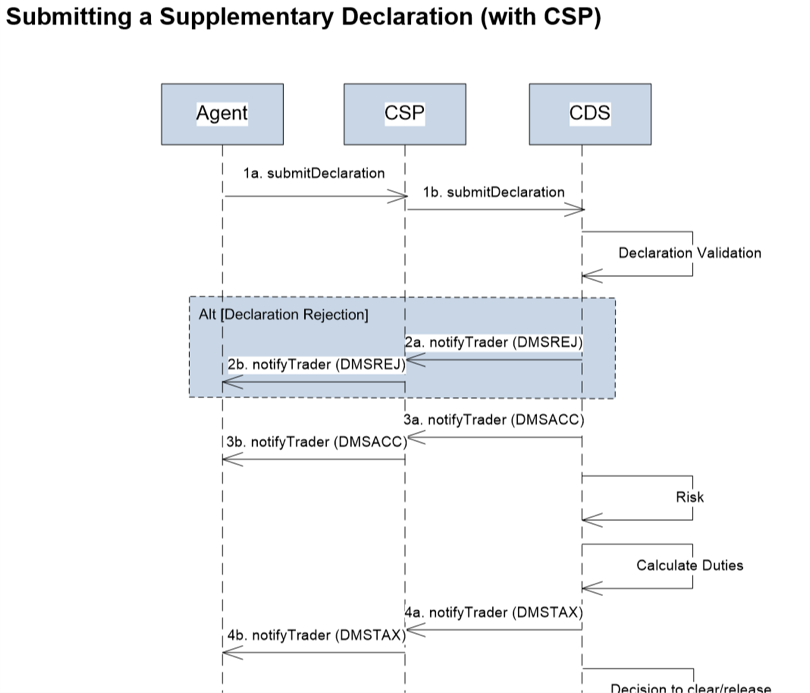 Submitting a Supplementary Declaration (with CSP)
Agent
CSP
CDS
1a. submitDeclaration
1b. submitDeclaration
Declaration Validation
Alt [Declaration Rejection]
2a. notifyTrader (DMSREJ)
2b. notifyTrader (DMSREJ)
3a. notifyTrader (DMSACC)
3b. notifyTrader (DMSACC)
Risk
Calculate Duties
4a. notifyTrader (DMSTAX)
4b. notifyTrader (DMSTAX)
Decision to clear/release